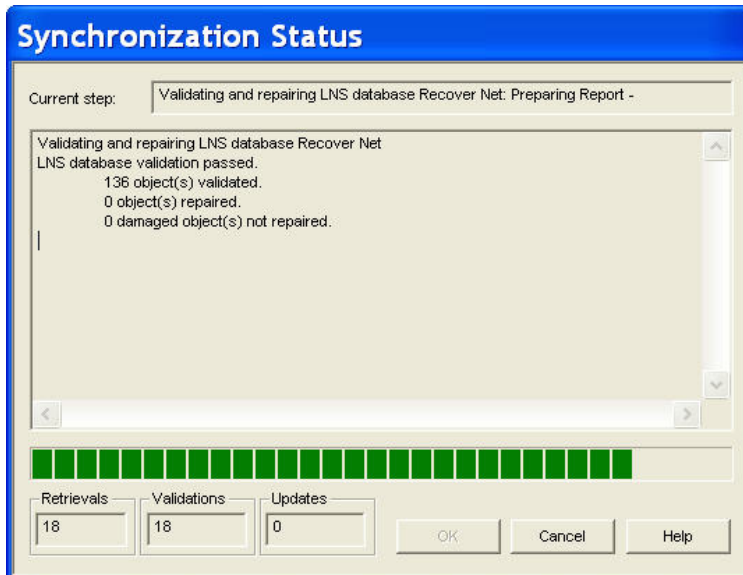 Synchronization Status
Current step:
Validating and repairing LNS database Recover Net: Preparing Report -
Validating and repairing LNS database Recover Net
LNS database validation passed.
136 object(s) validated.
0 object(s) repaired.
0 damaged object(s) not repaired.
Retrievals
Validations
Updates
18
18
0
OK
Cancel
Help